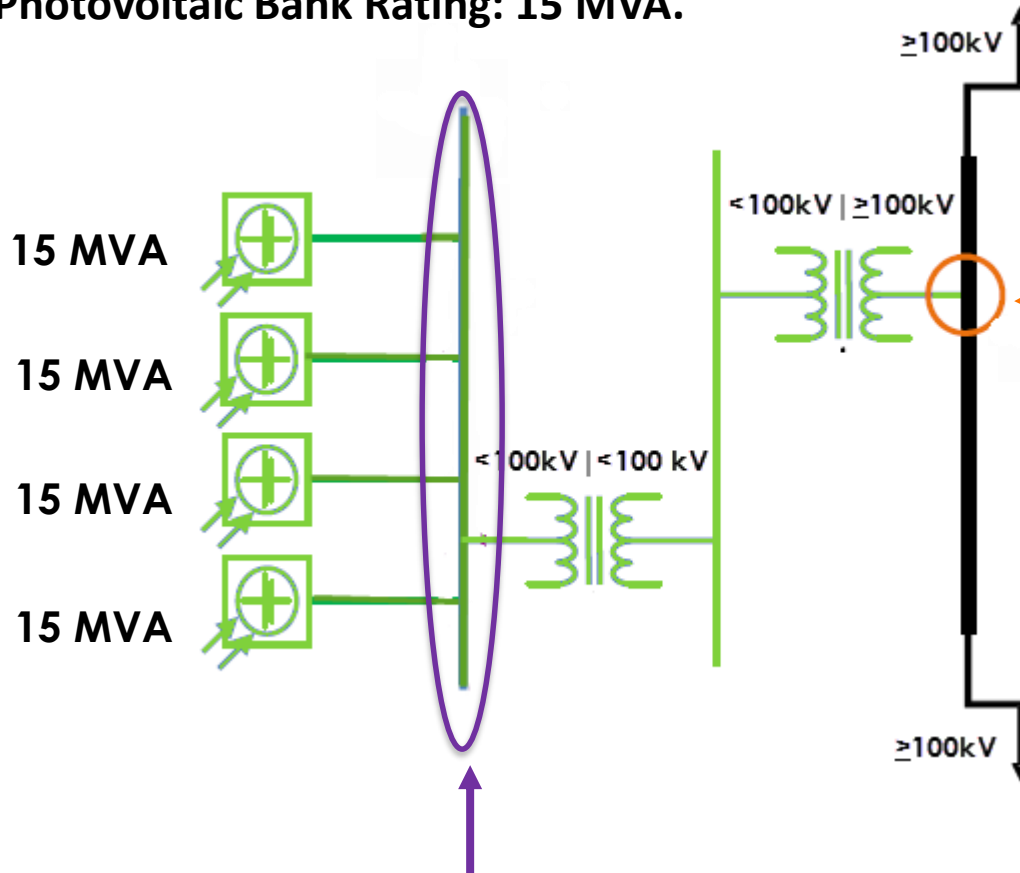 Photovoltaic Bank Rating: 15 MVA.
≥100kV
<100kV | ≥100kV
15 MVA
15 MVA
<100kV | <100 kV
15 MVA
15 MVA
≥100kV